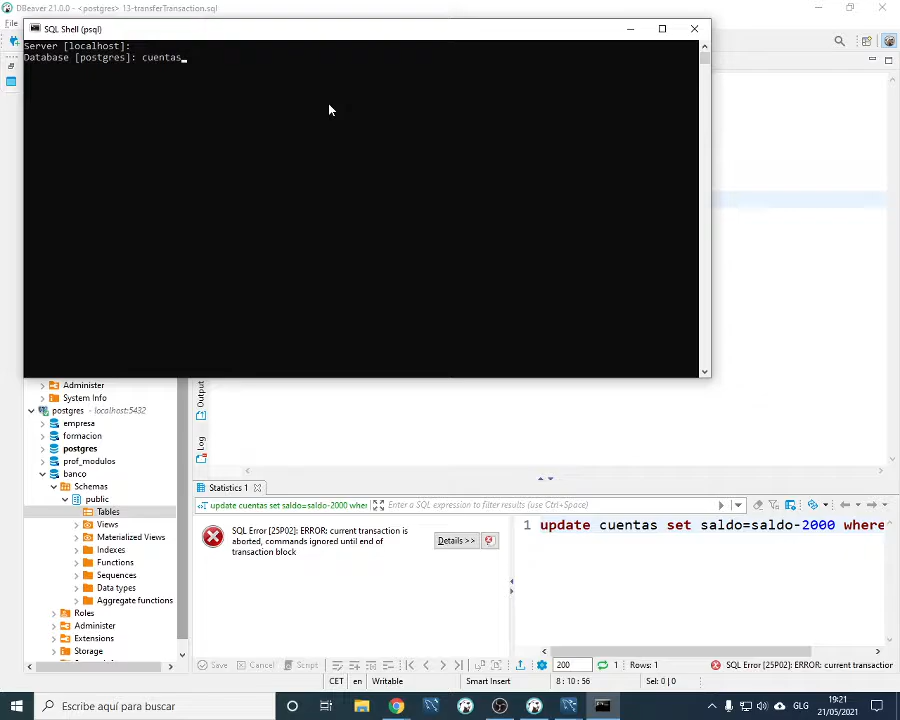 DBeaver 21.0.0 - <postgres> 13-transferTransaction.sql
File
SQL Shell (psql)
Server [localhost]:
Database [postgres]: cuentas_
Administer
System Info
postgres - localhost:5432
empresa
formacion
postgres
prof_modulos
banco
Schemas
public
Tables
Views
Materialized Views
Indexes
Functions
Sequences
Data types
Aggregate functions
Roles
Administer
Extensions
Storage
Output
Log
Statistics 1
update cuentas set saldo=saldo-2000 wher
Enter a SQL expression to filter results (use Ctrl+Space)
SQL Error [25P02]: ERROR: current transaction is
aborted, commands ignored until end of
transaction block
Details >>
1 update cuentas set saldo=saldo-2000 where
Save
Cancel
Script
200
1
Rows: 1
SQL Error [25P02]: ERROR: current transaction
CET
en
Writable
Smart Insert
8 : 10 : 56
Sel: 0 | 0
Escribe aquí para buscar
GLG
19:21
21/05/2021